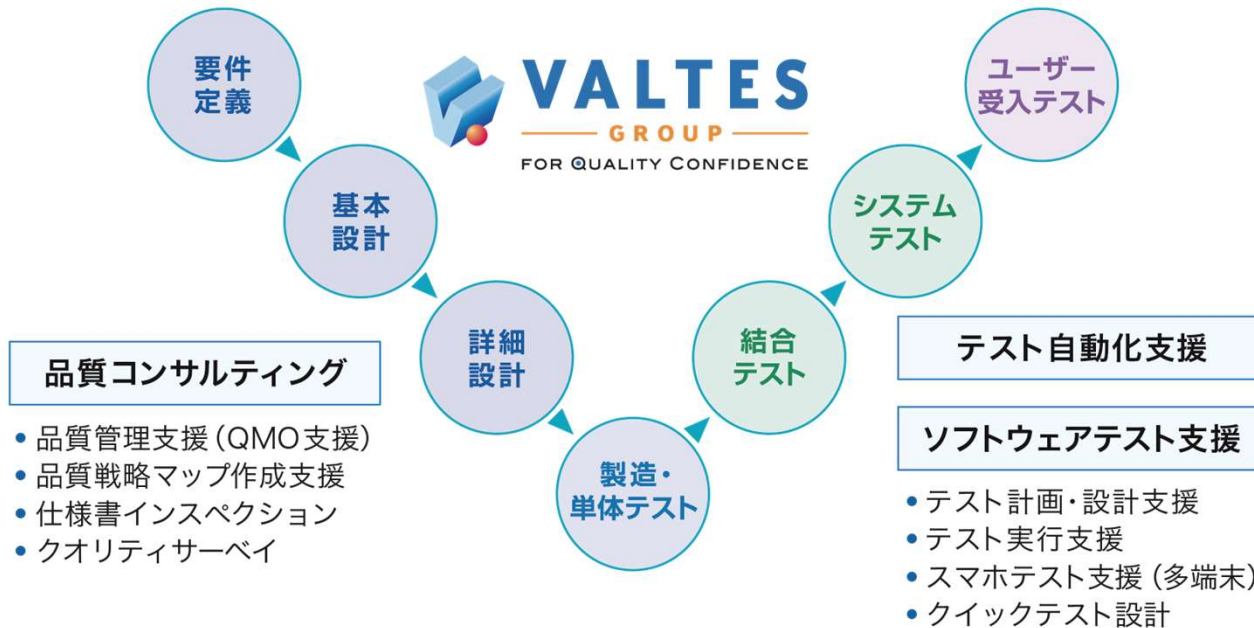 要件
定義
VALTES
GROUP
FOR QUALITY CONFIDENCE
ユーザー
受入テスト
基本
設計
システム
テスト
詳細
設計
結合
テスト
製造・
単体テスト
品質コンサルティング
• 品質管理支援（QMO支援）
• 品質戦略マップ作成支援
• 仕様書インスペクション
• クオリティサーベイ
テスト自動化支援
ソフトウェアテスト支援
• テスト計画・設計支援
• テスト実行支援
• スマホテスト支援（多端末）
• クイックテスト設計